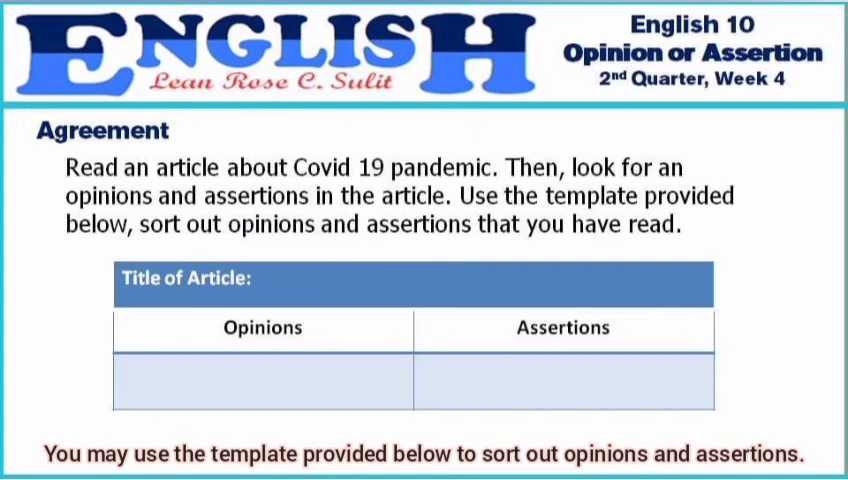 ENGLISH
Lean Rose C. Sulit
English 10
Opinion or Assertion
2nd Quarter, Week 4
Agreement
Read an article about Covid 19 pandemic. Then, look for an
opinions and assertions in the article. Use the template provided
below, sort out opinions and assertions that you have read.
Title of Article:
Opinions
Assertions
You may use the template provided below to sort out opinions and assertions.